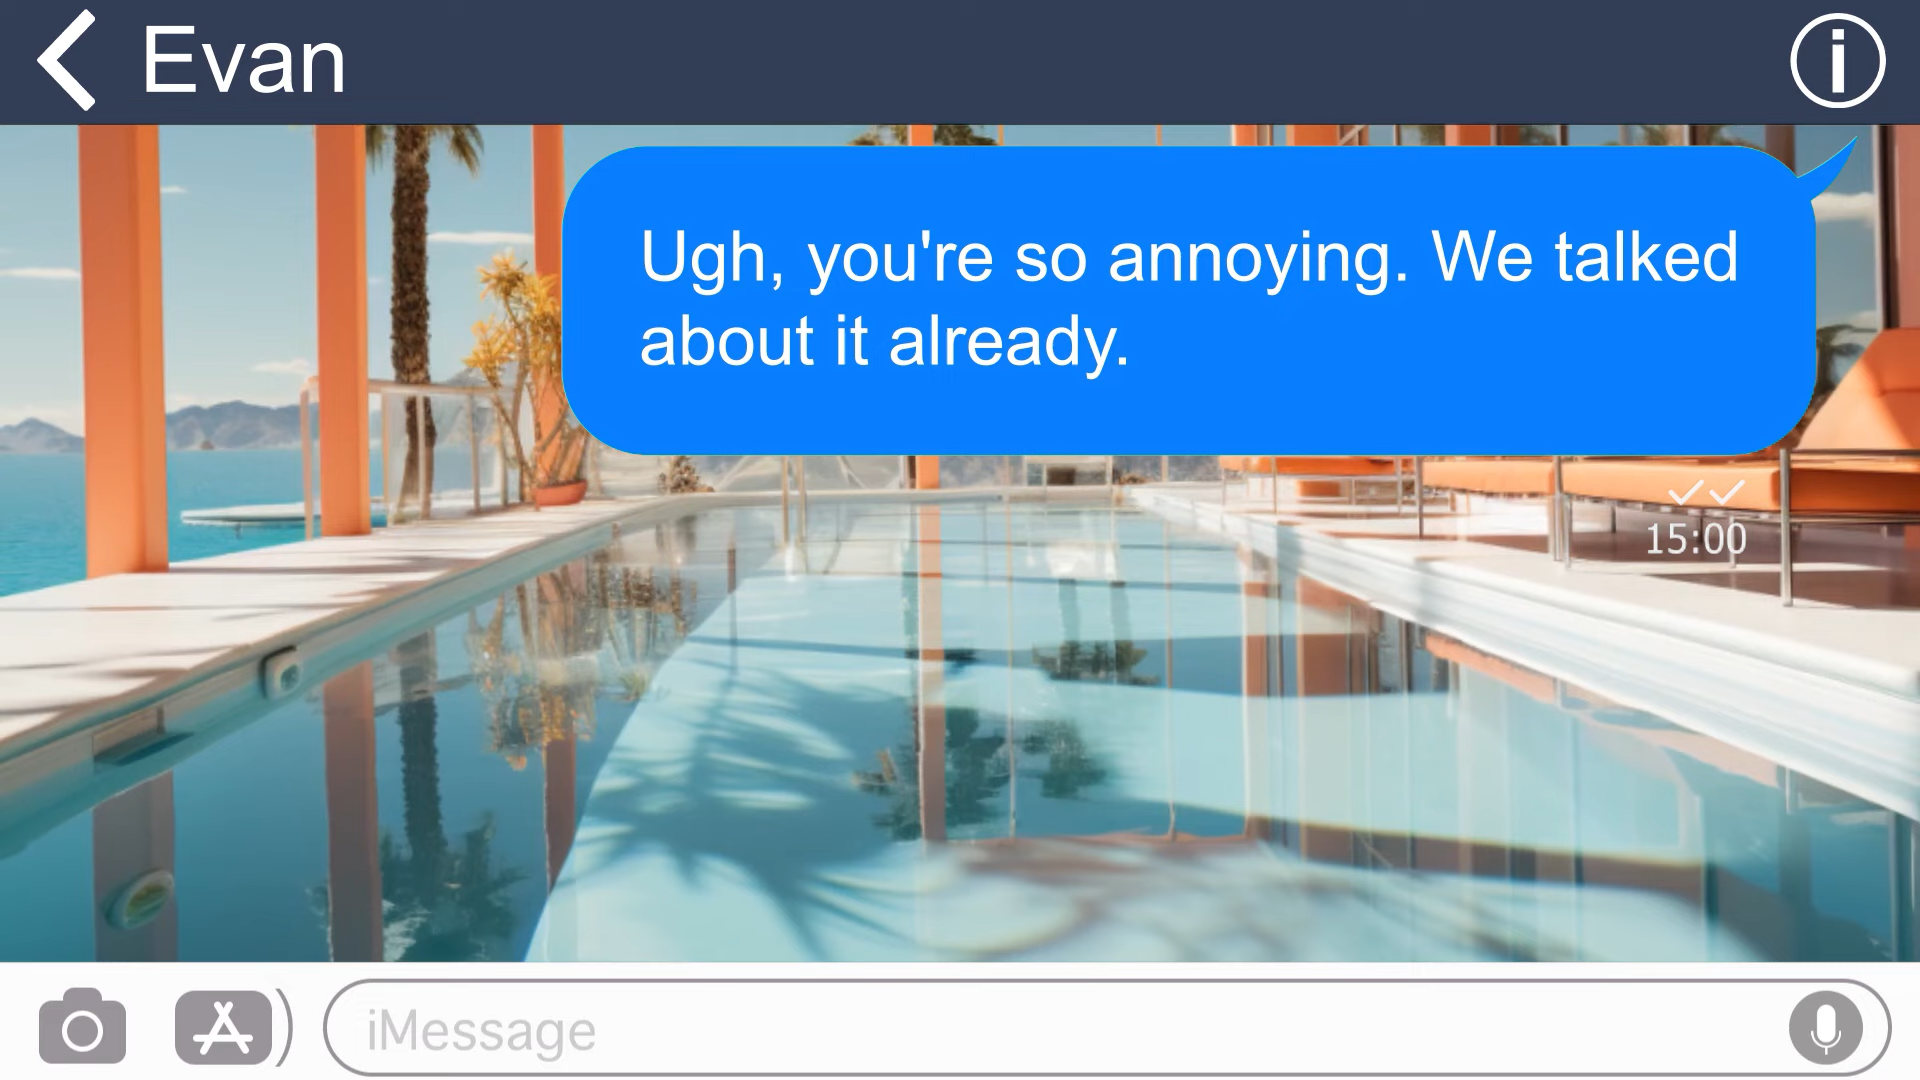 Evan
Ugh, you're so annoying. We talked
about it already.
15:00
iMessage